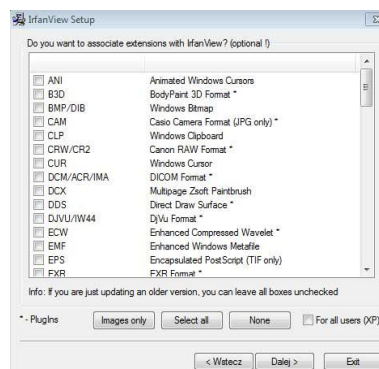 IrfanView Setup
Do you want to associate extensions with IrfanView? (optional !)
ANI Animated Windows Cursors
B3D BodyPaint 3D Format *
BMP/DIB Windows Bitmap
CAM Casio Camera Format (JPG only) *
CLP Windows Clipboard
CRW/CR2 Canon RAW Format *
CUR Windows Cursor
DCM/ACR/IMA DICOM Format *
DCX Multipage Zsoft Paintbrush
DDS Direct Draw Surface *
DJVU/IW44 DjVu Format *
ECW Enhanced Compressed Wavelet *
EMF Enhanced Windows Metafile
EPS Encapsulated PostScript (TIF only)
EXR EXR Format *
Info: If you are just updating an older version, you can leave all boxes unchecked
* - PlugIns Images only Select all None For all users (XP)
< Wstecz Dalej > Exit